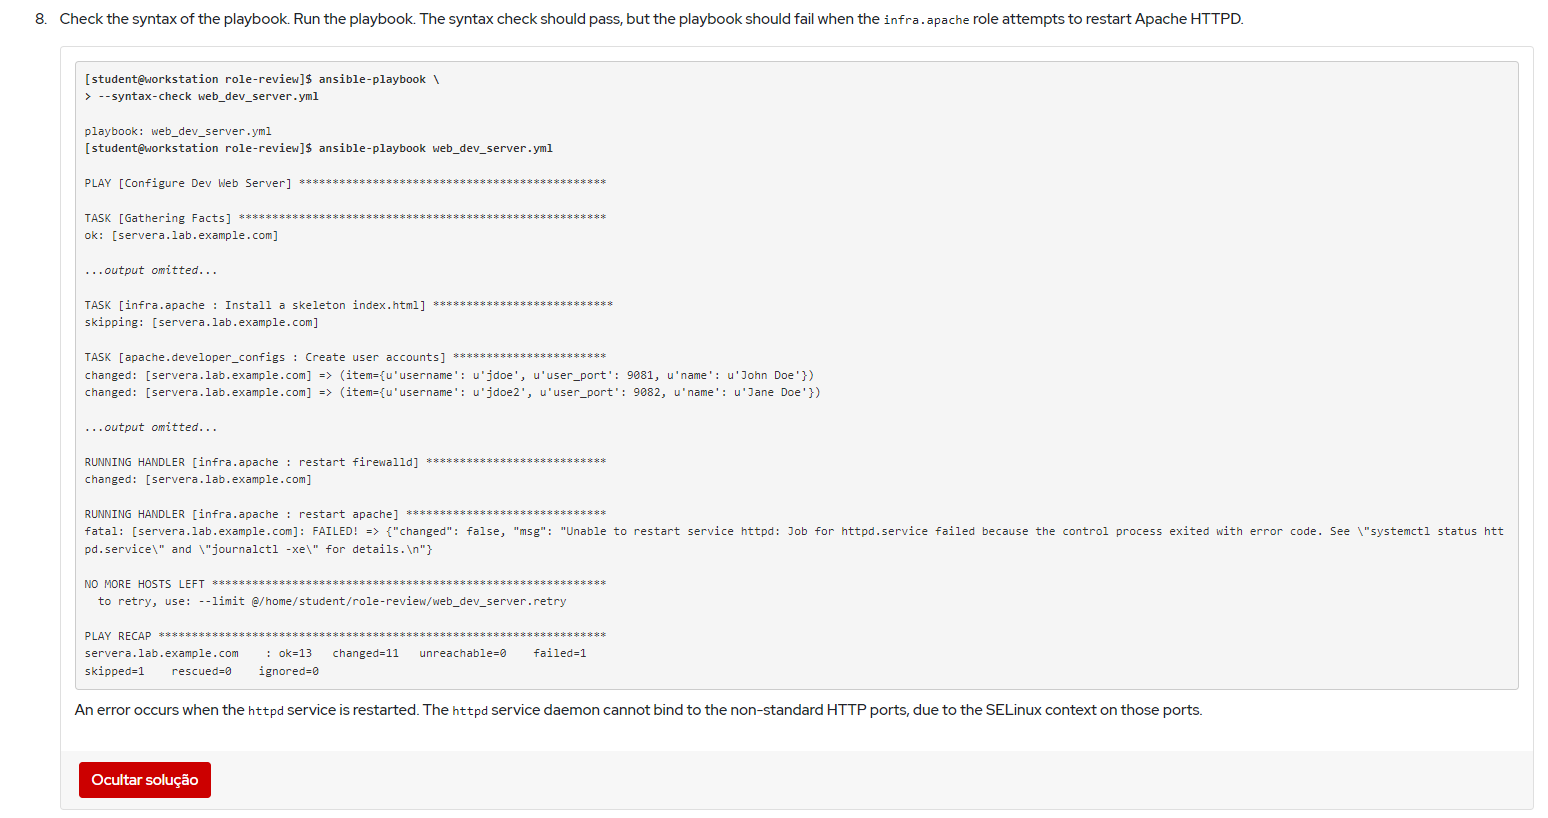 8. Check the syntax of the playbook. Run the playbook. The syntax check should pass, but the playbook should fail when the infra.apache role attempts to restart Apache HTTPD.
[student@workstation role-review]$ ansible-playbook \
> --syntax-check web_dev_server.yml
playbook: web_dev_server.yml
[student@workstation role-review]$ ansible-playbook web_dev_server.yml
PLAY [Configure Dev Web Server] **********************************************
TASK [Gathering Facts] *******************************************************
ok: [servera.lab.example.com]
...output omitted...
TASK [infra.apache : Install a skeleton index.html] ***************************
skipping: [servera.lab.example.com]
TASK [apache.developer_configs : Create user accounts] ***********************
changed: [servera.lab.example.com] => (item={u'username': u'jdoe', u'user_port': 9081, u'name': u'John Doe'})
changed: [servera.lab.example.com] => (item={u'username': u'jdoe2', u'user_port': 9082, u'name': u'Jane Doe'})
...output omitted...
RUNNING HANDLER [infra.apache : restart firewalld] ***************************
changed: [servera.lab.example.com]
RUNNING HANDLER [infra.apache : restart apache] ******************************
fatal: [servera.lab.example.com]: FAILED! => {"changed": false, "msg": "Unable to restart service httpd: Job for httpd.service failed because the control process exited with error code. See \"systemctl status htt
pd.service\" and \"journalctl -xe\" for details.\n"}
NO MORE HOSTS LEFT ***********************************************************
to retry, use: --limit @/home/student/role-review/web_dev_server.retry
PLAY RECAP *******************************************************************
servera.lab.example.com    : ok=13   changed=11   unreachable=0    failed=1
skipped=1    rescued=0    ignored=0
An error occurs when the httpd service is restarted. The httpd service daemon cannot bind to the non-standard HTTP ports, due to the SELinux context on those ports.
Ocultar solução